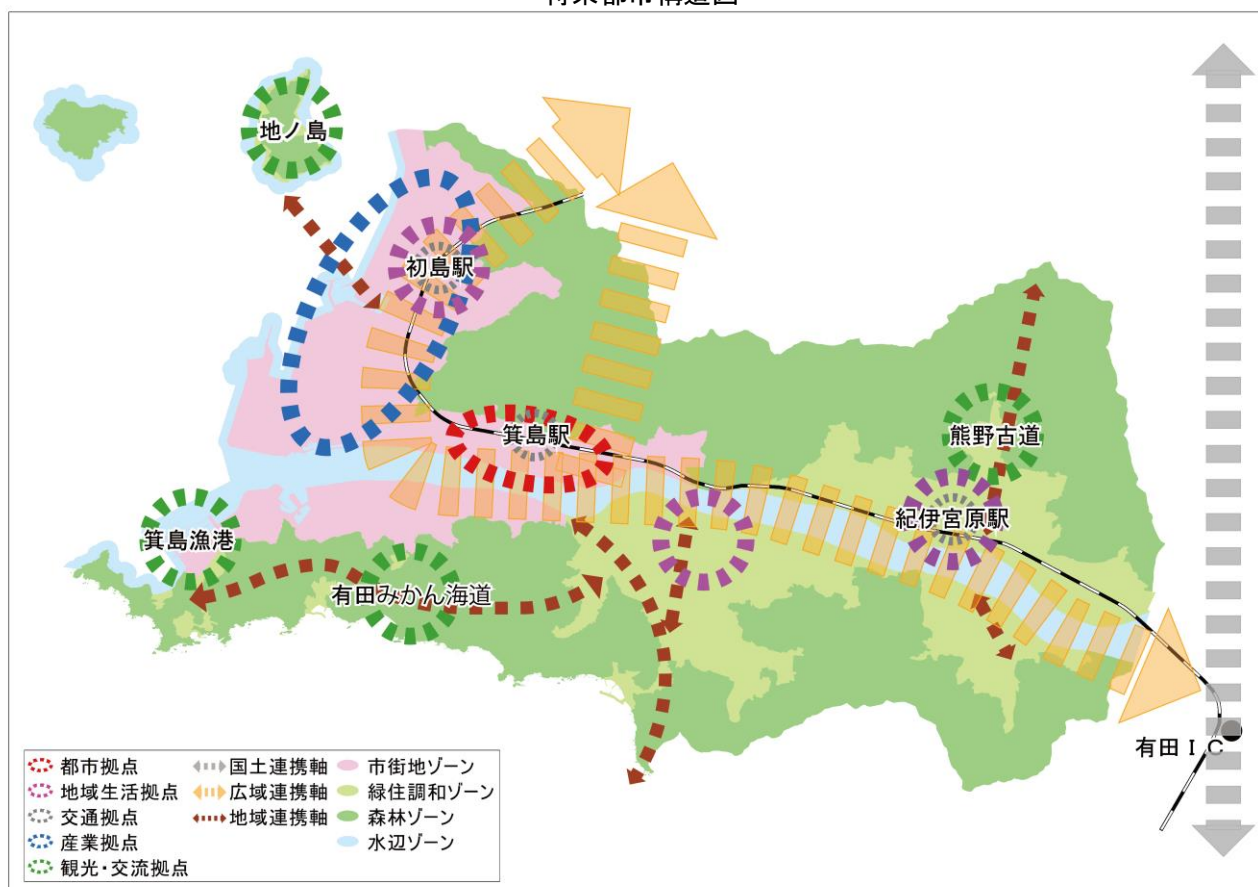 地ノ島
初島駅
箕島駅
熊野古道
紀伊宮原駅
箕島漁港
有田みかん海道
有田IC
都市拠点
地域生活拠点
交通拠点
産業拠点
観光・交流拠点
国土連携軸
広域連携軸
地域連携軸
市街地ゾーン
緑住調和ゾーン
森林ゾーン
水辺ゾーン